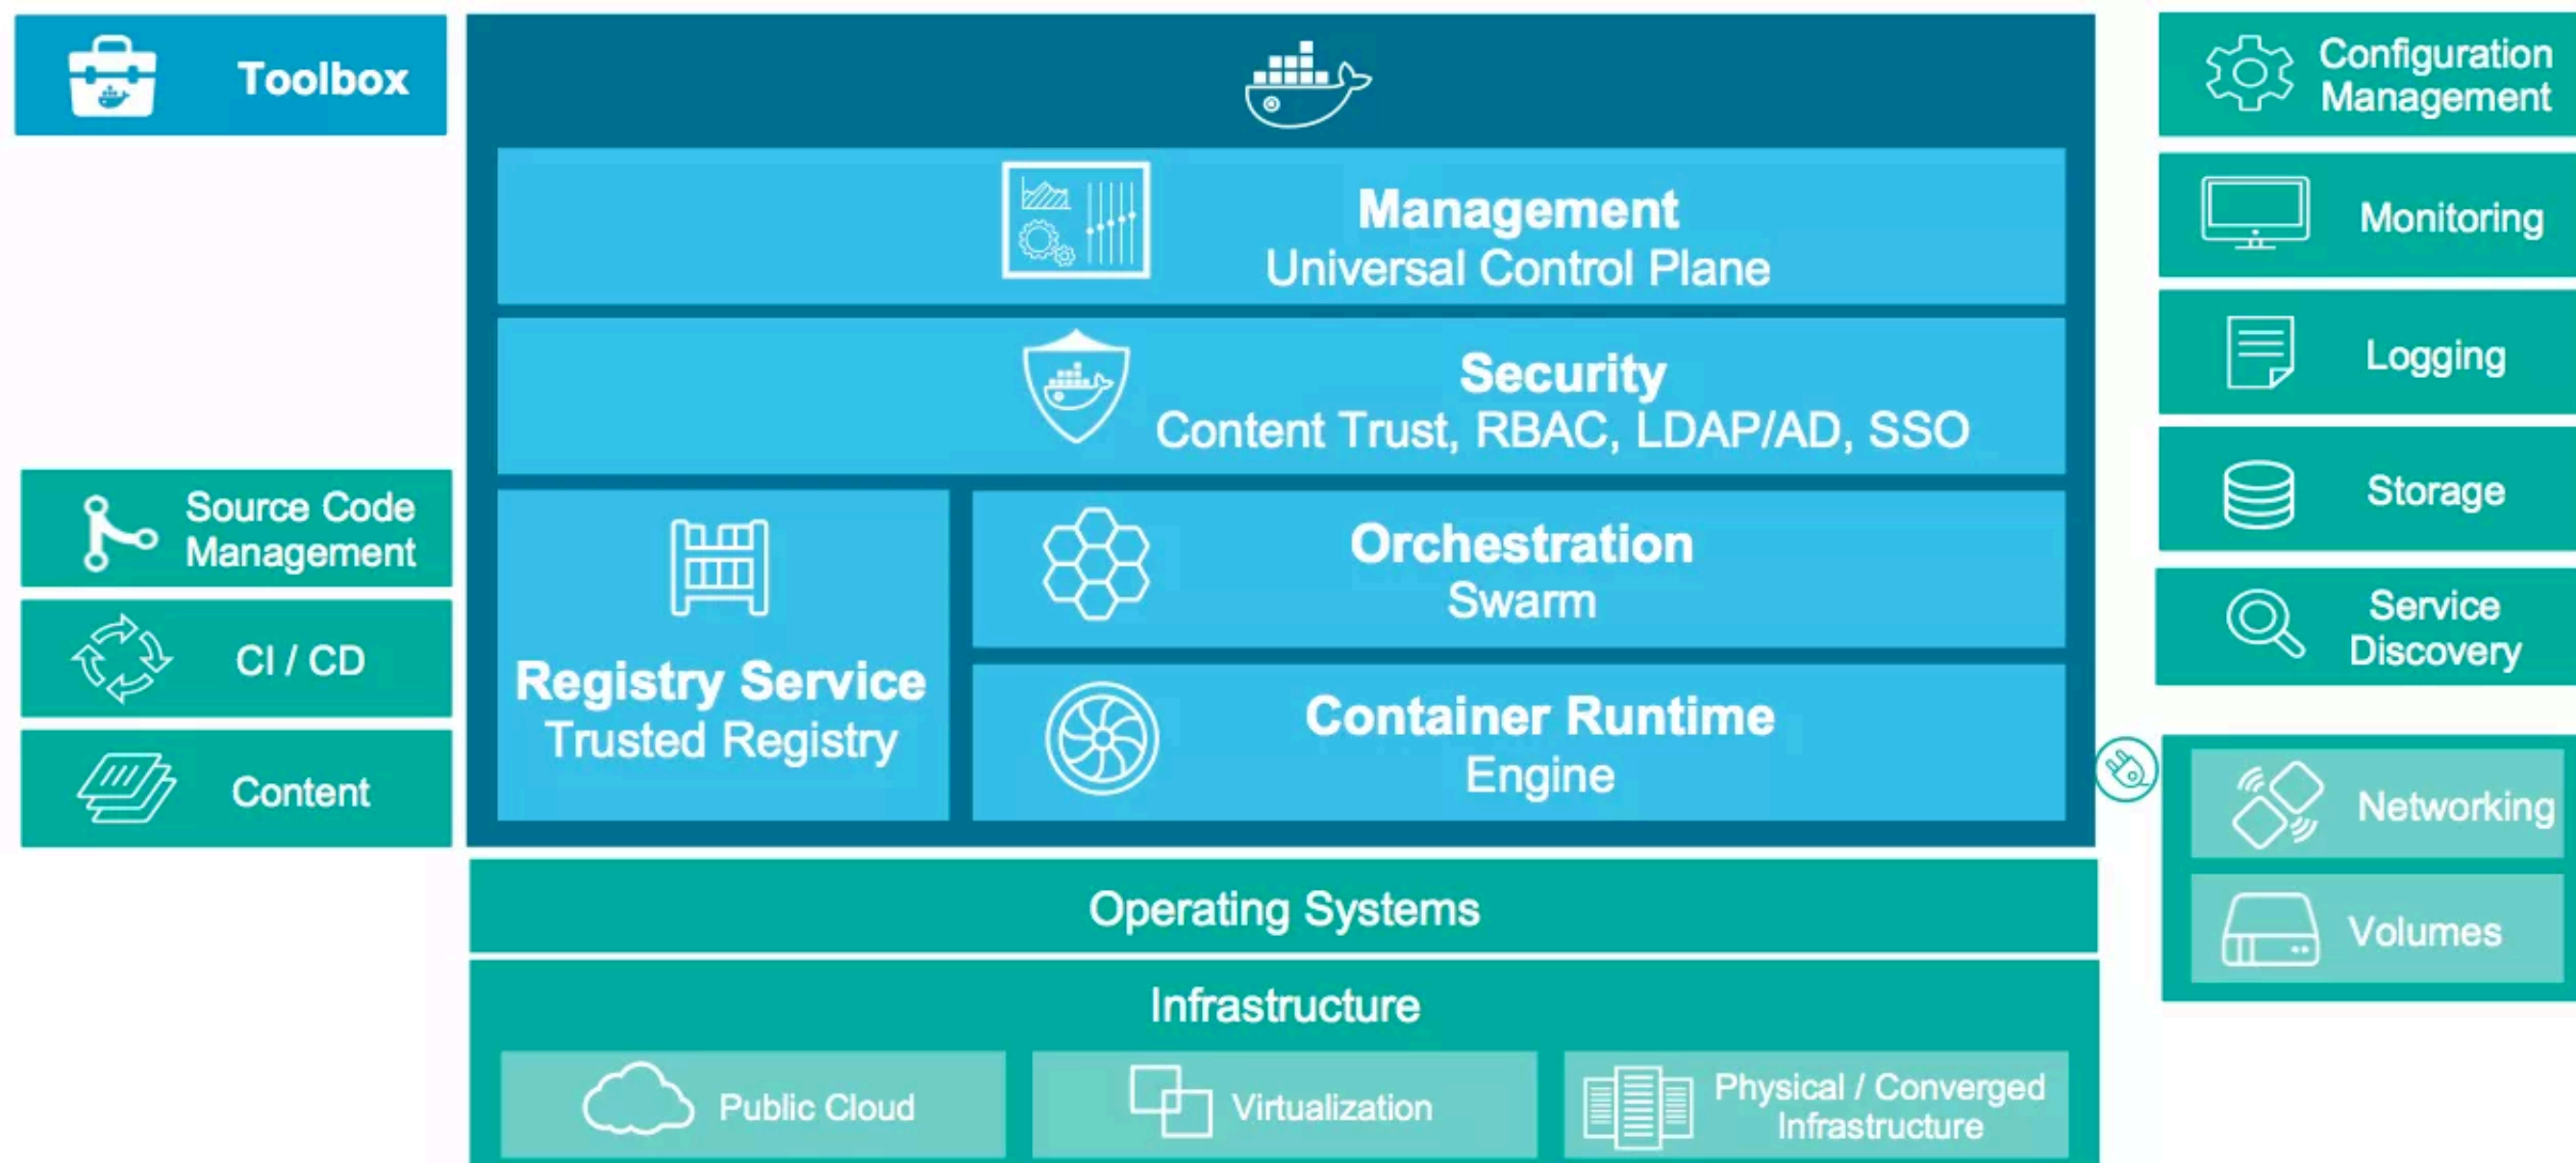 Toolbox
Source Code
Management
CI / CD
Content
Management
Universal Control Plane
Security
Content Trust, RBAC, LDAP/AD, SSO
Registry Service
Trusted Registry
Orchestration
Swarm
Container Runtime
Engine
Operating Systems
Infrastructure
Public Cloud
Virtualization
Physical / Converged
Infrastructure
Configuration
Management
Monitoring
Logging
Storage
Service
Discovery
Networking
Volumes